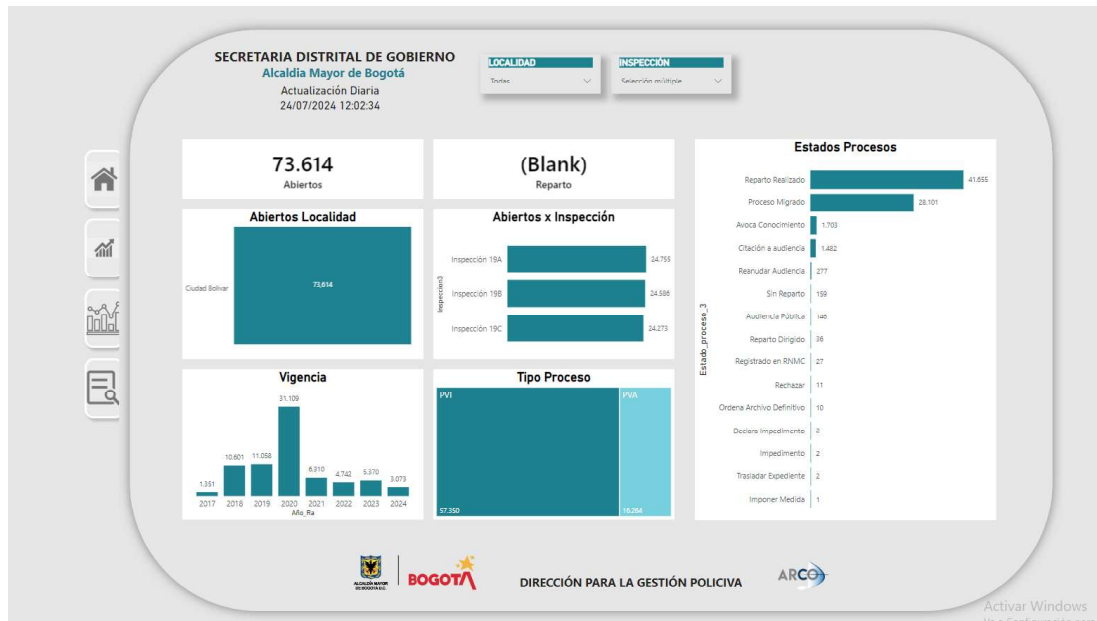 SECRETARIA DISTRITAL DE GOBIERNO
Alcaldia Mayor de Bogotá
Actualización Diaria
24/07/2024 12:02:34
LOCALIDAD
Todas
INSPECCIÓN
Selección múltiple
73.614
Abiertos
(Blank)
Reparto
Abiertos Localidad
Ciudad Bolivar
73,614
Abiertos x Inspección
Inspeccion3
Inspección 19A 24.755
Inspección 19B 24.586
Inspección 19C 24.273
Vigencia
31.109
10.601 11.058
6.310 4.742 5.370
1.351 3.073
2017 2018 2019 2020 2021 2022 2023 2024
Año_Ra
Tipo Proceso
PVI PVA
57.350 16.264
Estados Procesos
Estado_procese_3
Reparto Realizado 41.655
Proceso Migrado 28.101
Avoca Conocimiento 1.703
Citación a audiencia 1.482
Reanudar Audiencia 277
Sin Reparto 159
Audiencia Pública 146
Reparto Dirigido 36
Registrado en RNMC 27
Rechazar 11
Ordena Archivo Definitivo 10
Declara Impedimento
Impedimento 2
Trasladar Expediente 2
Imponer Medida 1
ALCALDÍA MAYOR
DE BOGOTÁ D.C.
BOGOTÁ
DIRECCIÓN PARA LA GESTIÓN POLICIVA
ARCO
Activar Windows